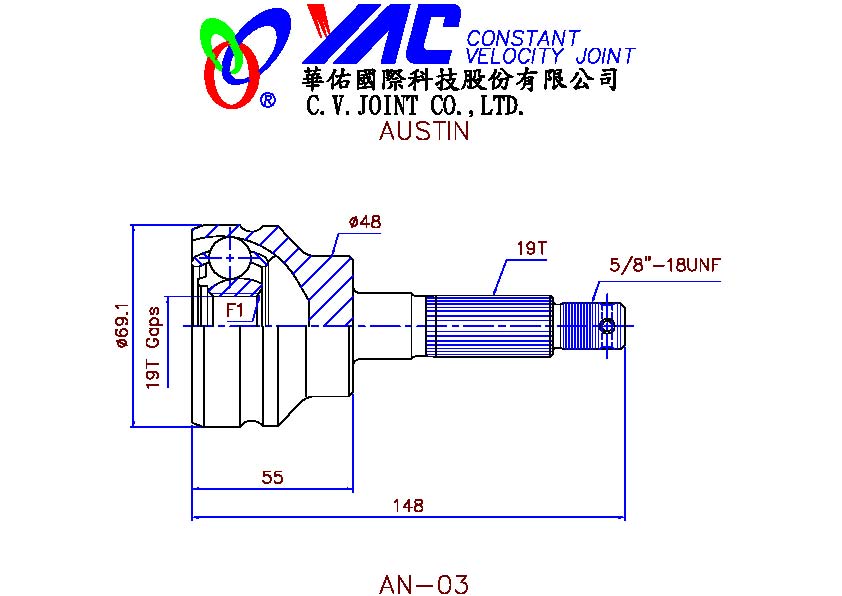 YAC CONSTANT
VELOCITY JOINT
®
華佑國際科技股份有限公司
C.V.JOINT CO.,LTD.
AUSTIN
ø48
19T
5/8"-18UNF
F1
ø69.1
19T Gaps
55
148
AN-03